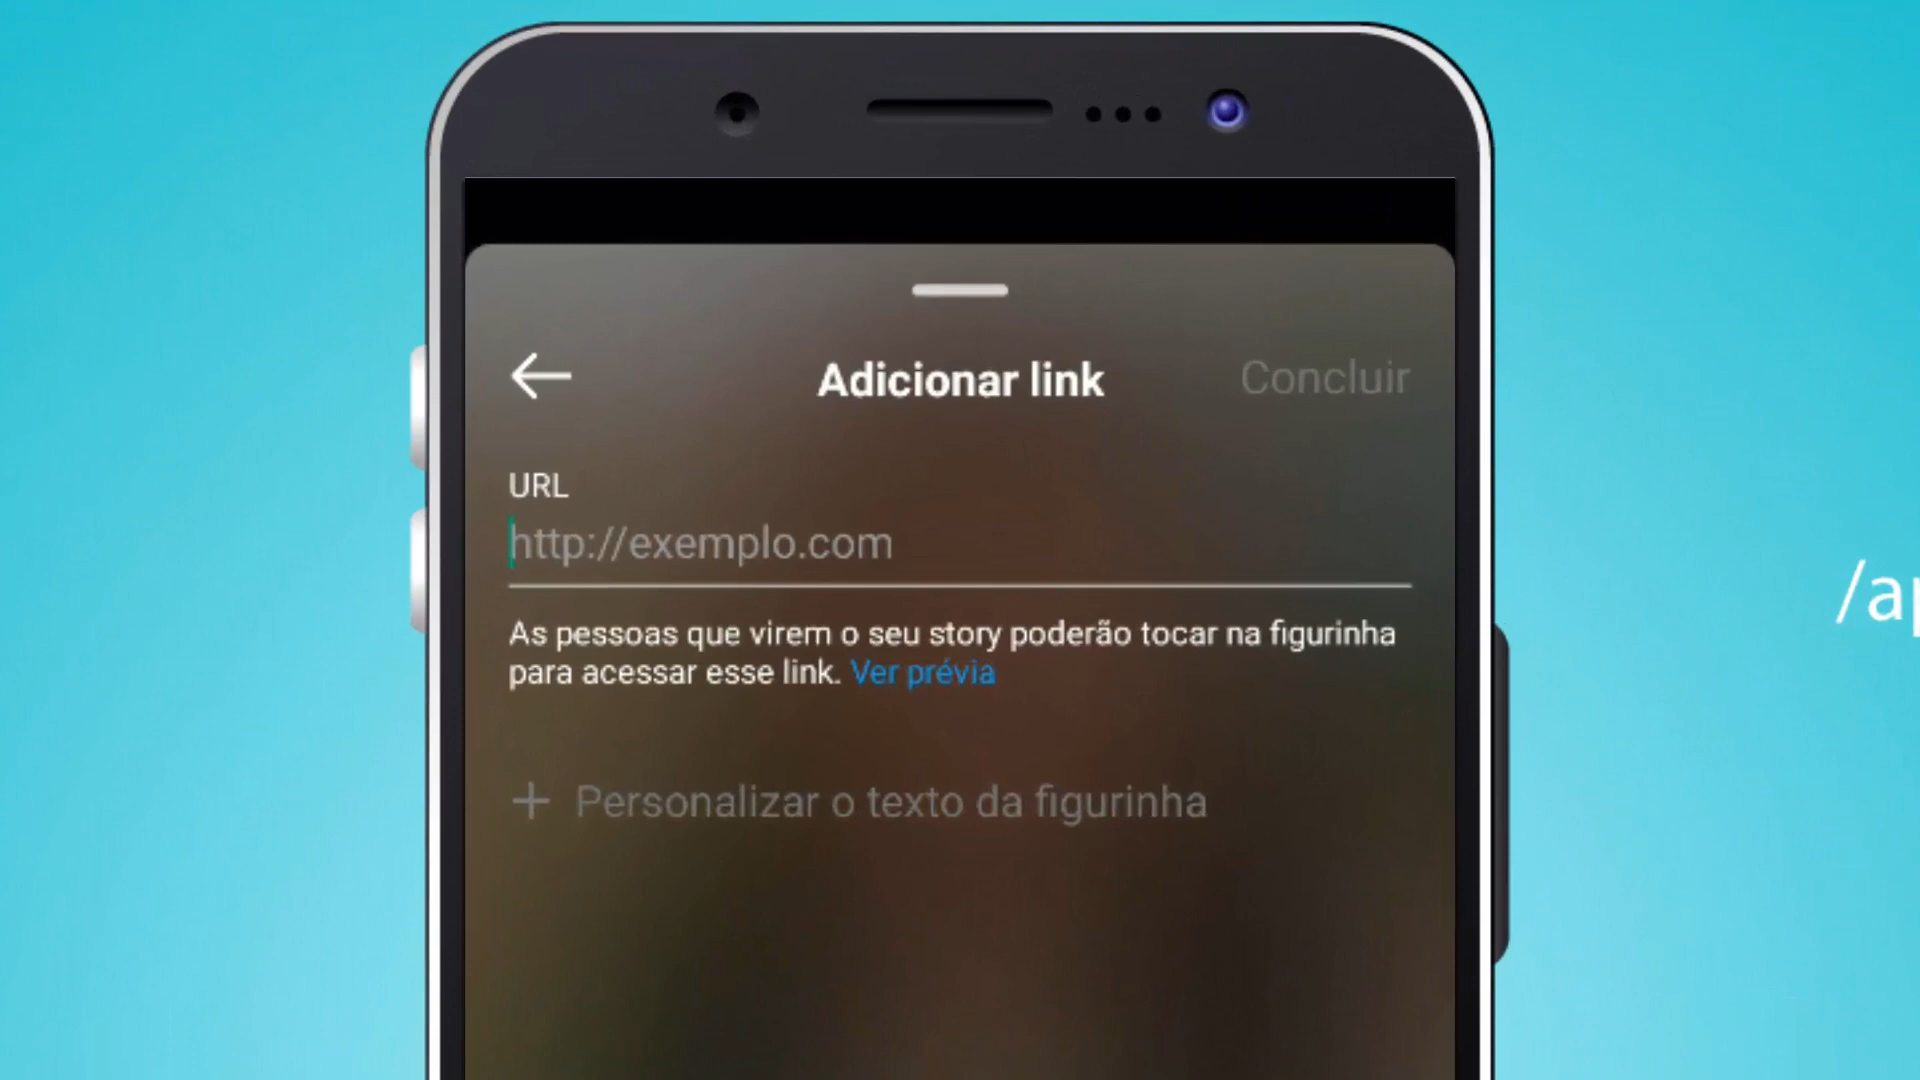 Adicionar link
Concluir
URL
http://exemplo.com
As pessoas que virem o seu story poderão tocar na figurinha
para acessar esse link. Ver prévia
+ Personalizar o texto da figurinha